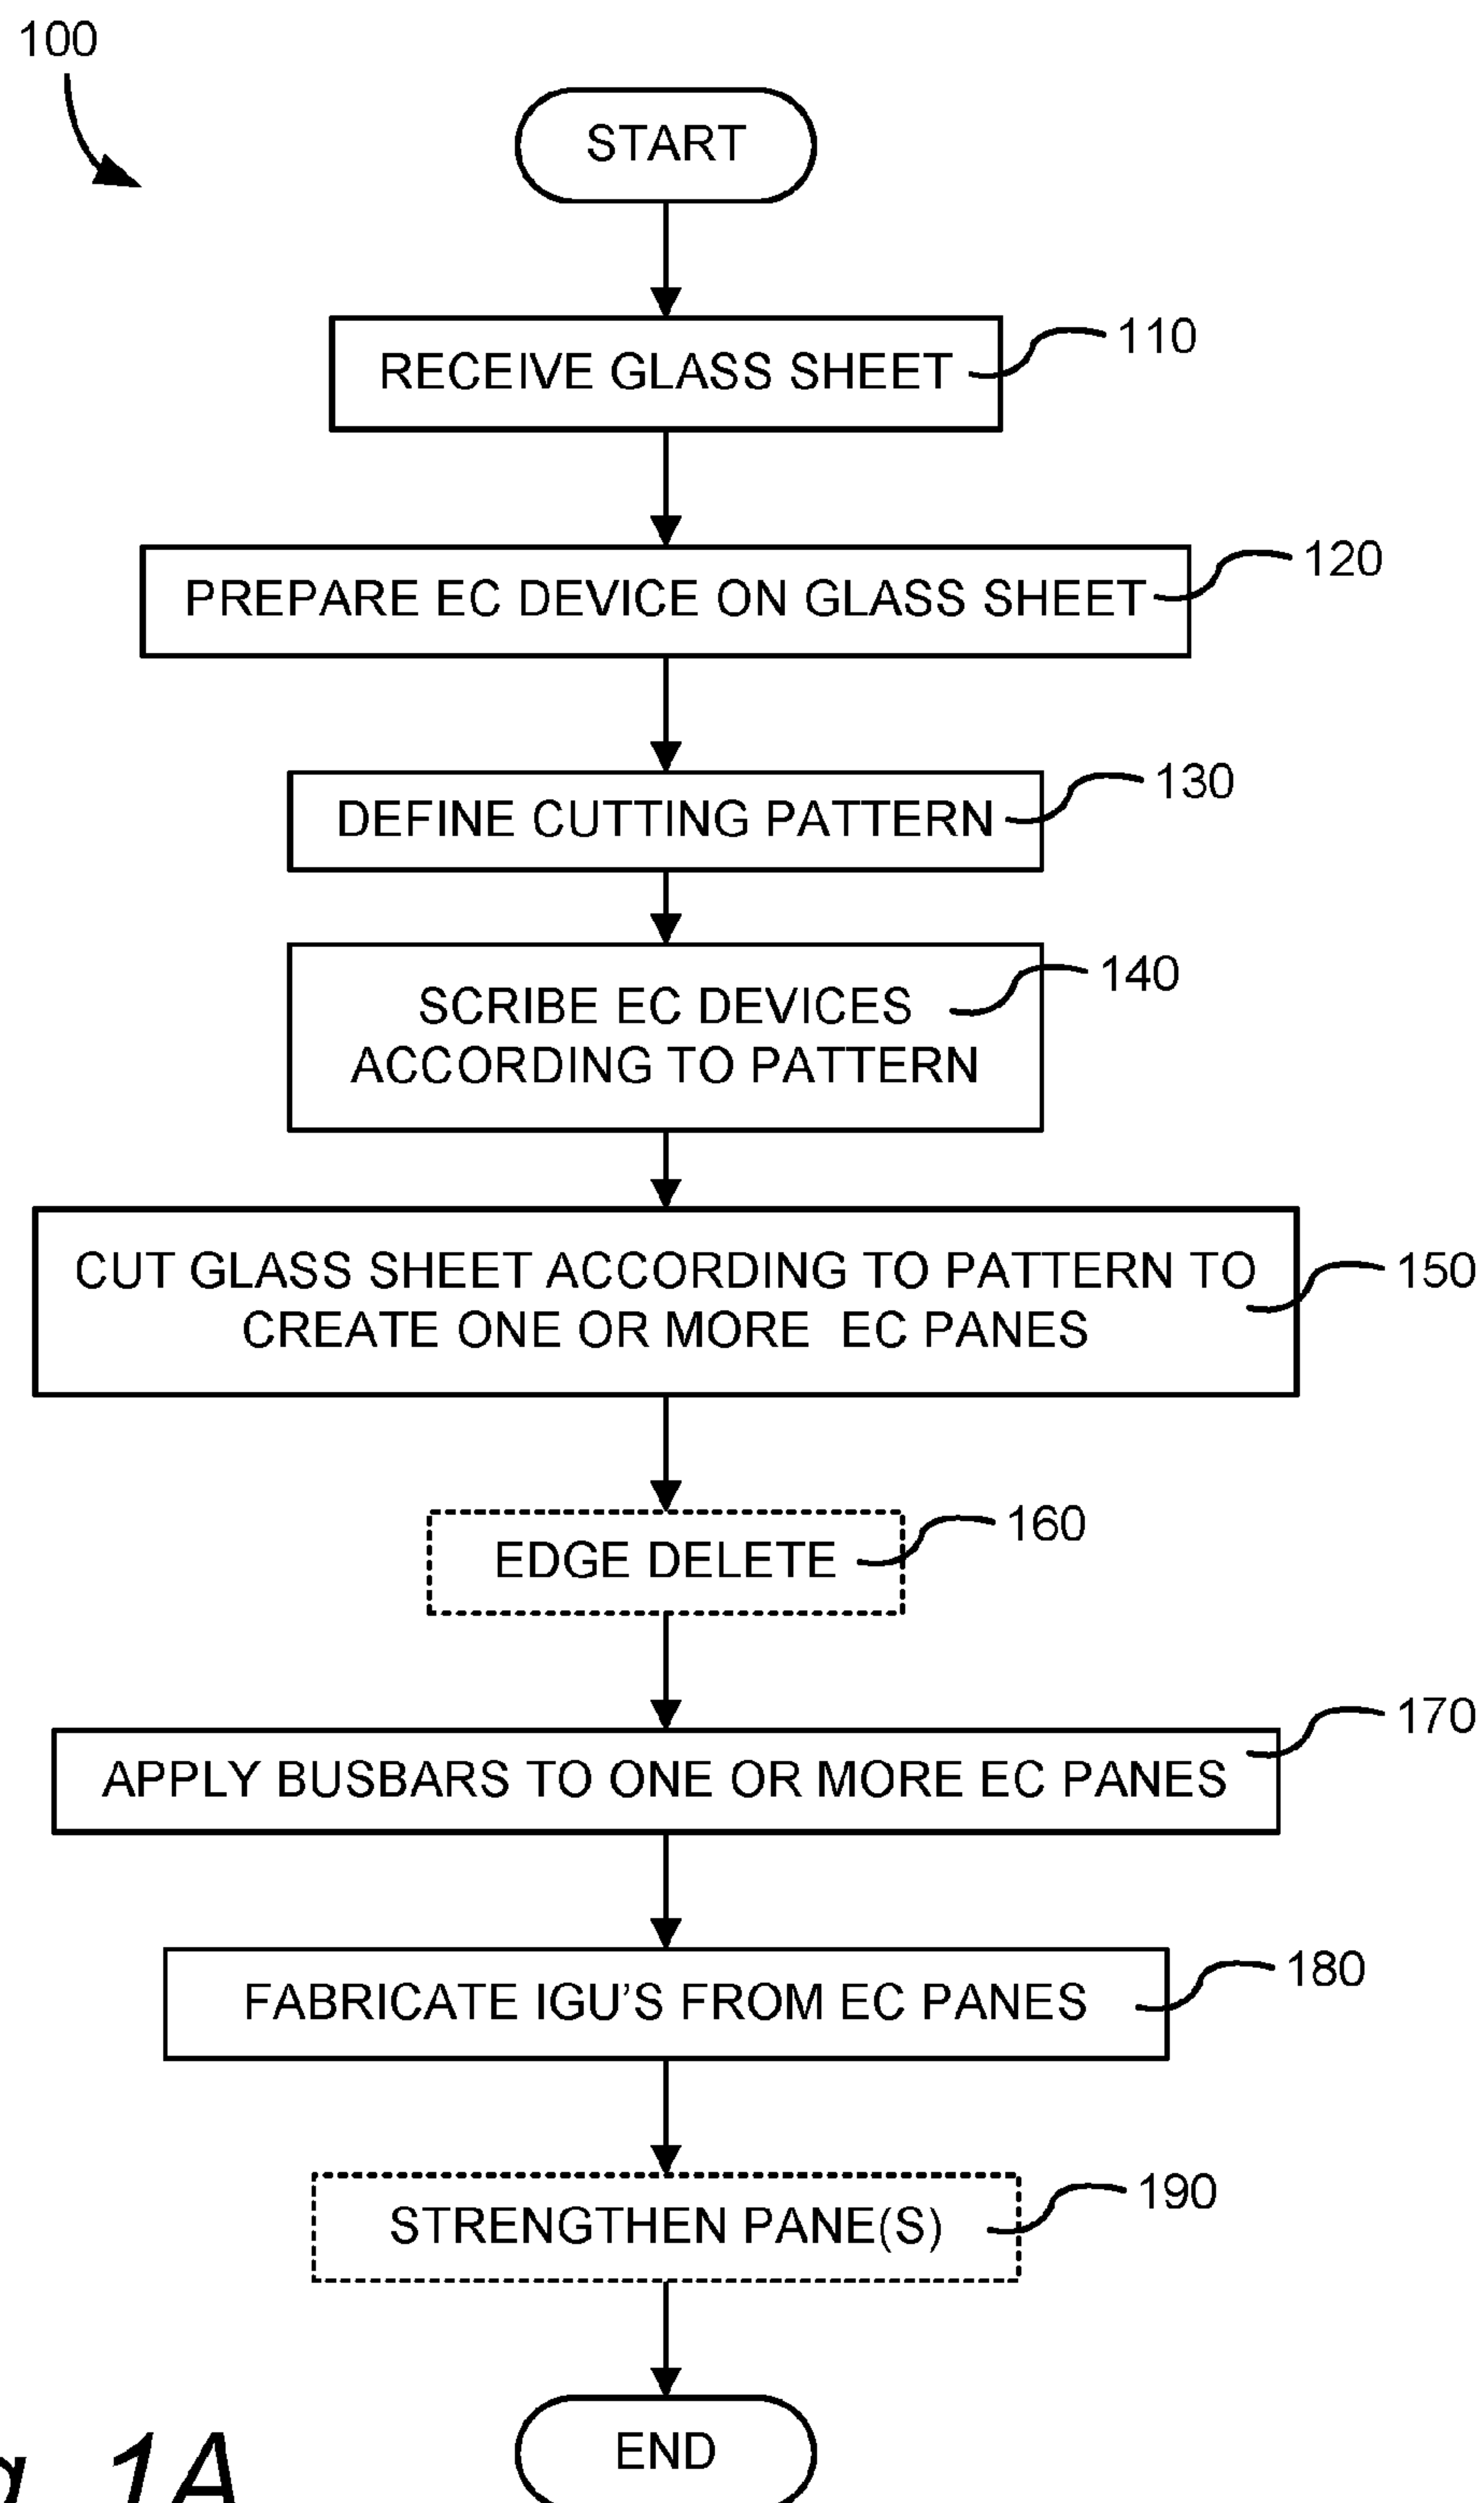 100
START
RECEIVE GLASS SHEET
110
PREPARE EC DEVICE ON GLASS SHEET
120
DEFINE CUTTING PATTERN
130
SCRIBE EC DEVICES
ACCORDING TO PATTERN
140
CUT GLASS SHEET ACCORDING TO PATTERN TO
CREATE ONE OR MORE EC PANES
150
EDGE DELETE
160
APPLY BUSBARS TO ONE OR MORE EC PANES
170
FABRICATE IGU'S FROM EC PANES
180
STRENGTHEN PANE(S)
190
END
1A